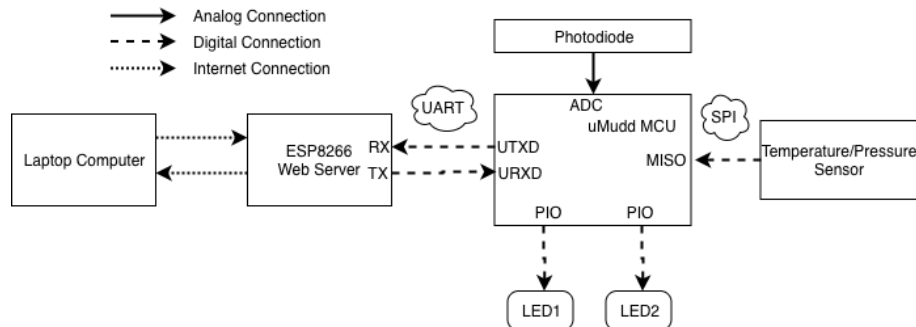 Analog Connection
Digital Connection
Internet Connection
Photodiode
ADC
uMudd MCU
UART
SPI
Laptop Computer
ESP8266
Web Server
RX
TX
UTXD
URXD
MISO
Temperature/Pressure
Sensor
PIO
PIO
LED1
LED2